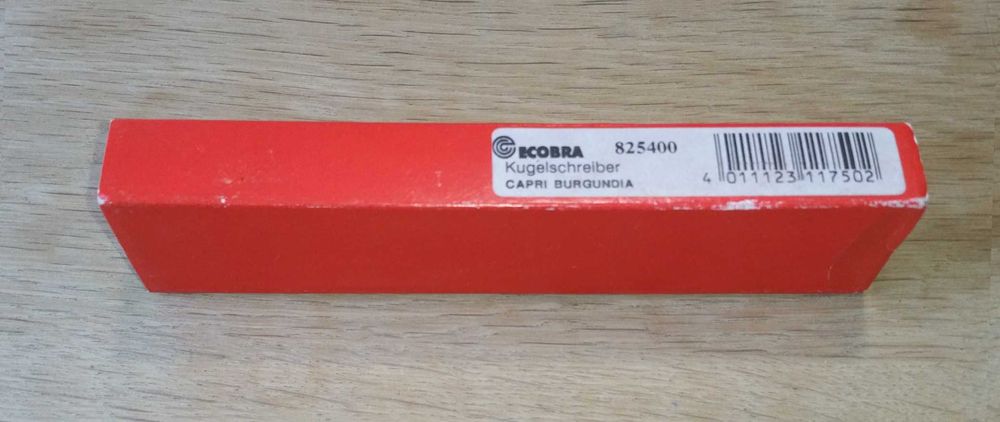 ECOBRA 825400
Kugelschreiber
CAPRI BURGUNDIA
4 011123 117502